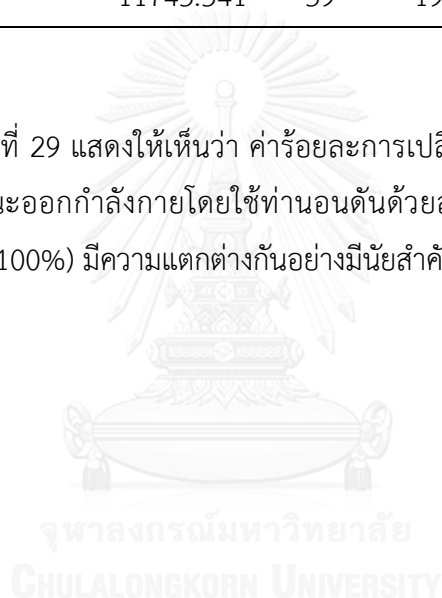 11743.341 39 19
ที่ 29 แสดงให้เห็นว่า ค่าร้อยละการเปลี
ะออกกำลังกายโดยใช้ท่านอนดันด้วย
100%) มีความแตกต่างกันอย่างมีนัยสำคั
จุฬาลงกรณ์มหาวิทยาลัย
CHULALONGKORN UNIVERSITY